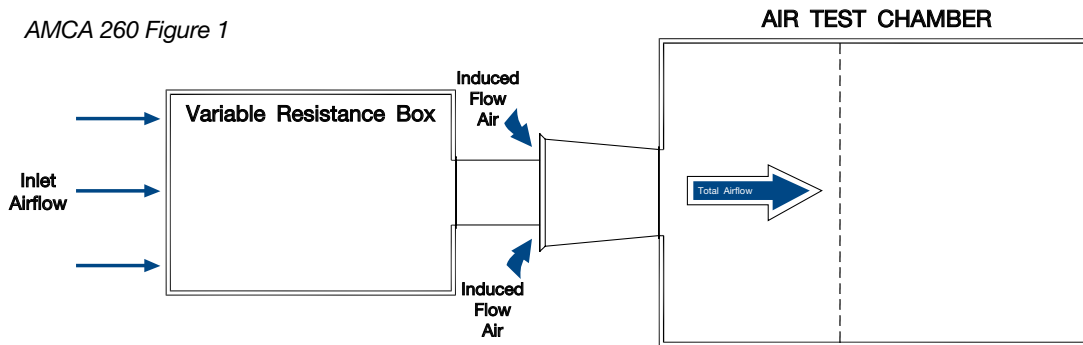 AMCA 260 Figure 1
AIR TEST CHAMBER
Induced
Flow
Air
Variable Resistance Box
Inlet
Airflow
Total Airflow
Induced
Flow
Air